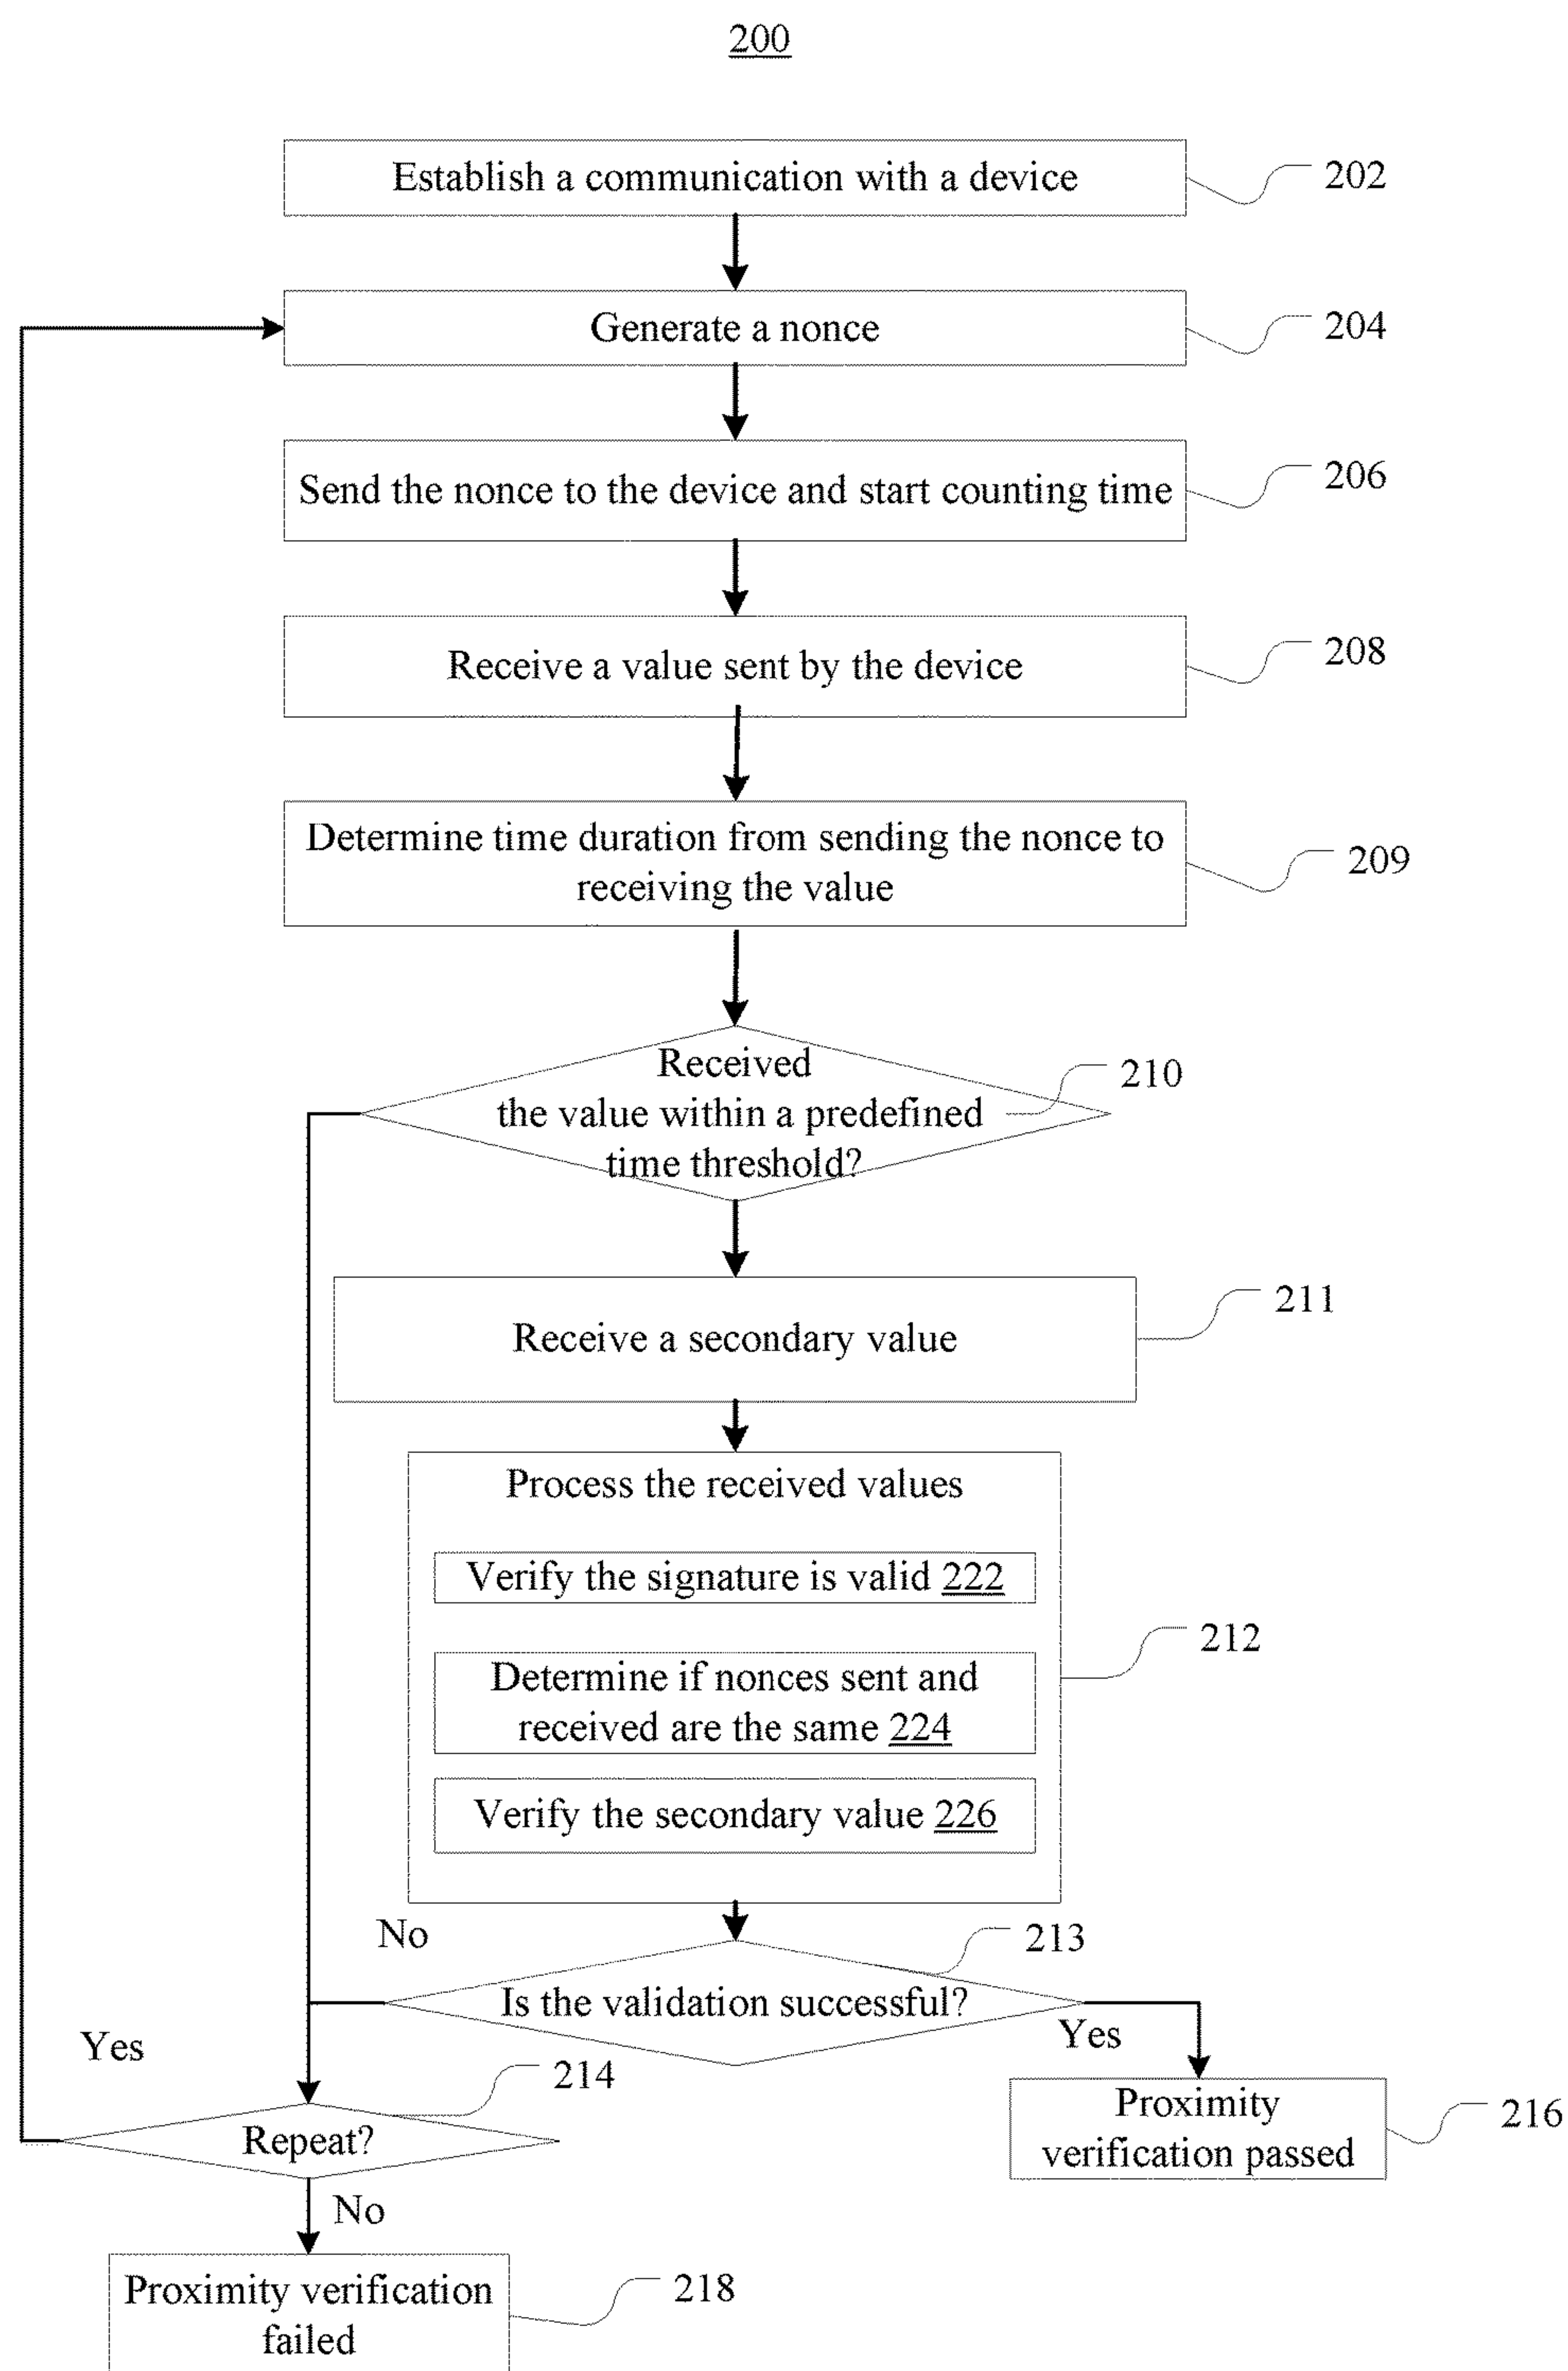 200
Establish a communication with a device
202
Generate a nonce
204
Send the nonce to the device and start counting time
206
Receive a value sent by the device
208
Determine time duration from sending the nonce to
receiving the value
209
Received
the value within a predefined
time threshold?
210
Receive a secondary value
211
Process the received values
Verify the signature is valid 222
Determine if nonces sent and
received are the same 224
Verify the secondary value 226
212
No
Is the validation successful?
213
Yes
Yes
Repeat?
214
Proximity
verification passed
216
No
Proximity verification
failed
218